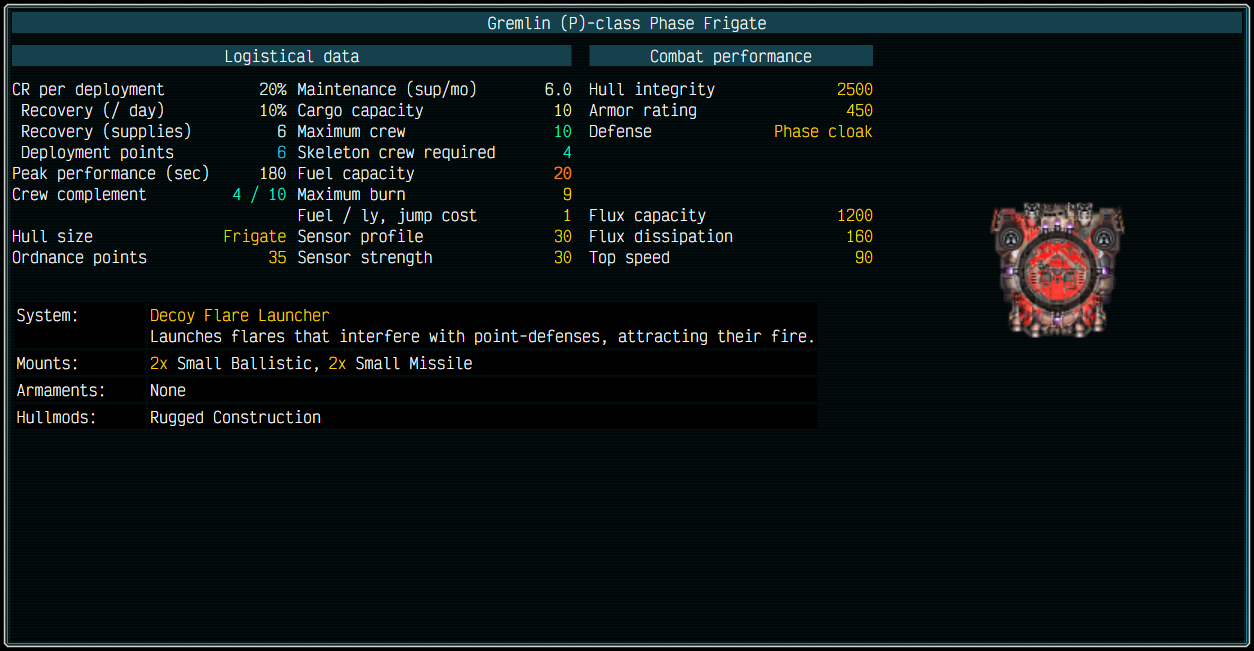 Gremlin (P)-class Phase Frigate
Logistical data Combat performance
CR per deployment 20% Maintenance (sup/mo) 6.0 Hull integrity 2500
Recovery (/ day) 10% Cargo capacity 10 Armor rating 450
Recovery (supplies) 6 Maximum crew 10 Defense Phase cloak
Deployment points 6 Skeleton crew required 4
Peak performance (sec) 180 Fuel capacity 20
Crew complement 4 / 10 Maximum burn 9
Fuel / ly, jump cost 1 Flux capacity 1200
Hull size Frigate Sensor profile 30 Flux dissipation 160
Ordnance points 35 Sensor strength 30 Top speed 90
System: Decoy Flare Launcher
Launches flares that interfere with point-defenses, attracting their fire.
Mounts: 2x Small Ballistic, 2x Small Missile
Armaments: None
Hullmods: Rugged Construction